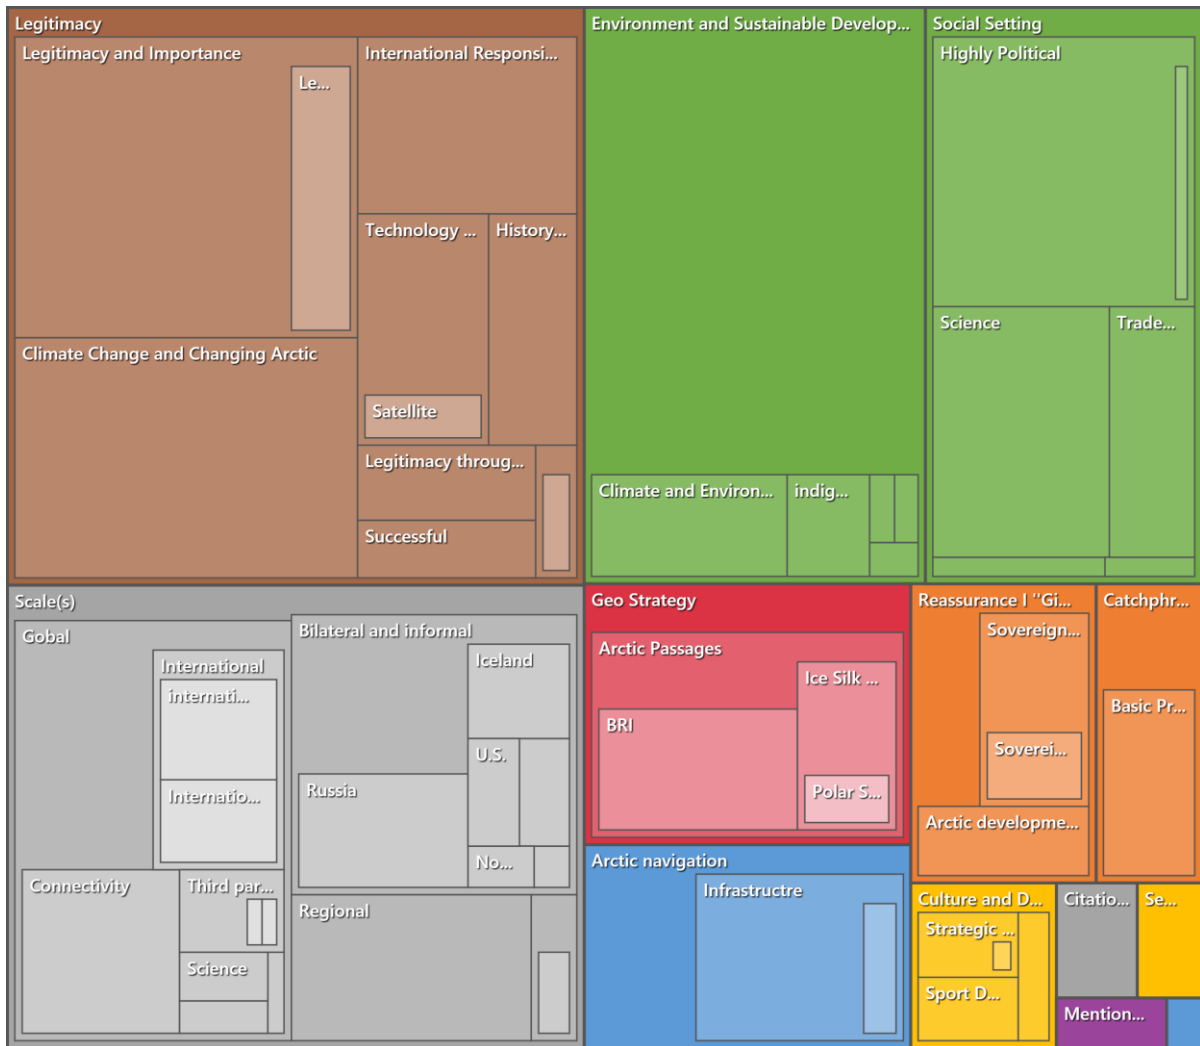 Legitimacy
Legitimacy and Importance
Le...
International Responsi...
Technology ...
History...
Satellite
Climate Change and Changing Arctic
Legitimacy throug...
Successful
Environment and Sustainable Develop...
Climate and Environ...
indig...
Social Setting
Highly Political
Science
Trade...
Scale(s)
Gobal
International
internati...
Internatio...
Connectivity
Third par...
Science
Bilateral and informal
Iceland
U.S.
Russia
No...
Regional
Geo Strategy
Arctic Passages
BRI
Ice Silk ...
Polar S...
Arctic navigation
Infrastructre
Reassurance I "Gi...
Sovereign...
Soverei...
Arctic developme...
Catchphr...
Basic Pr...
Culture and D...
Strategic ...
Sport D...
Citatio...
Se...
Mention...